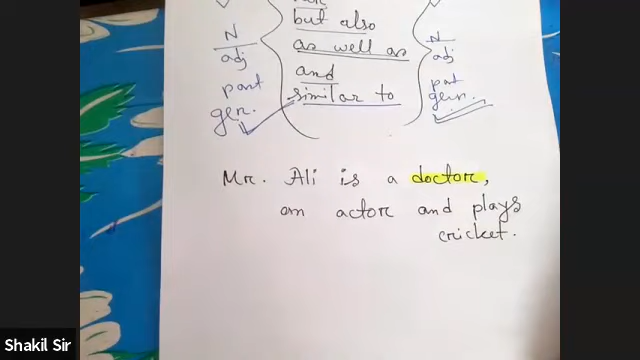 but also
N
as well as
N
adj
adj
and
part
part
similar to
gen.
gen.
Mr. Ali is a doctor,
an actor and plays
cricket.
Shakil Sir